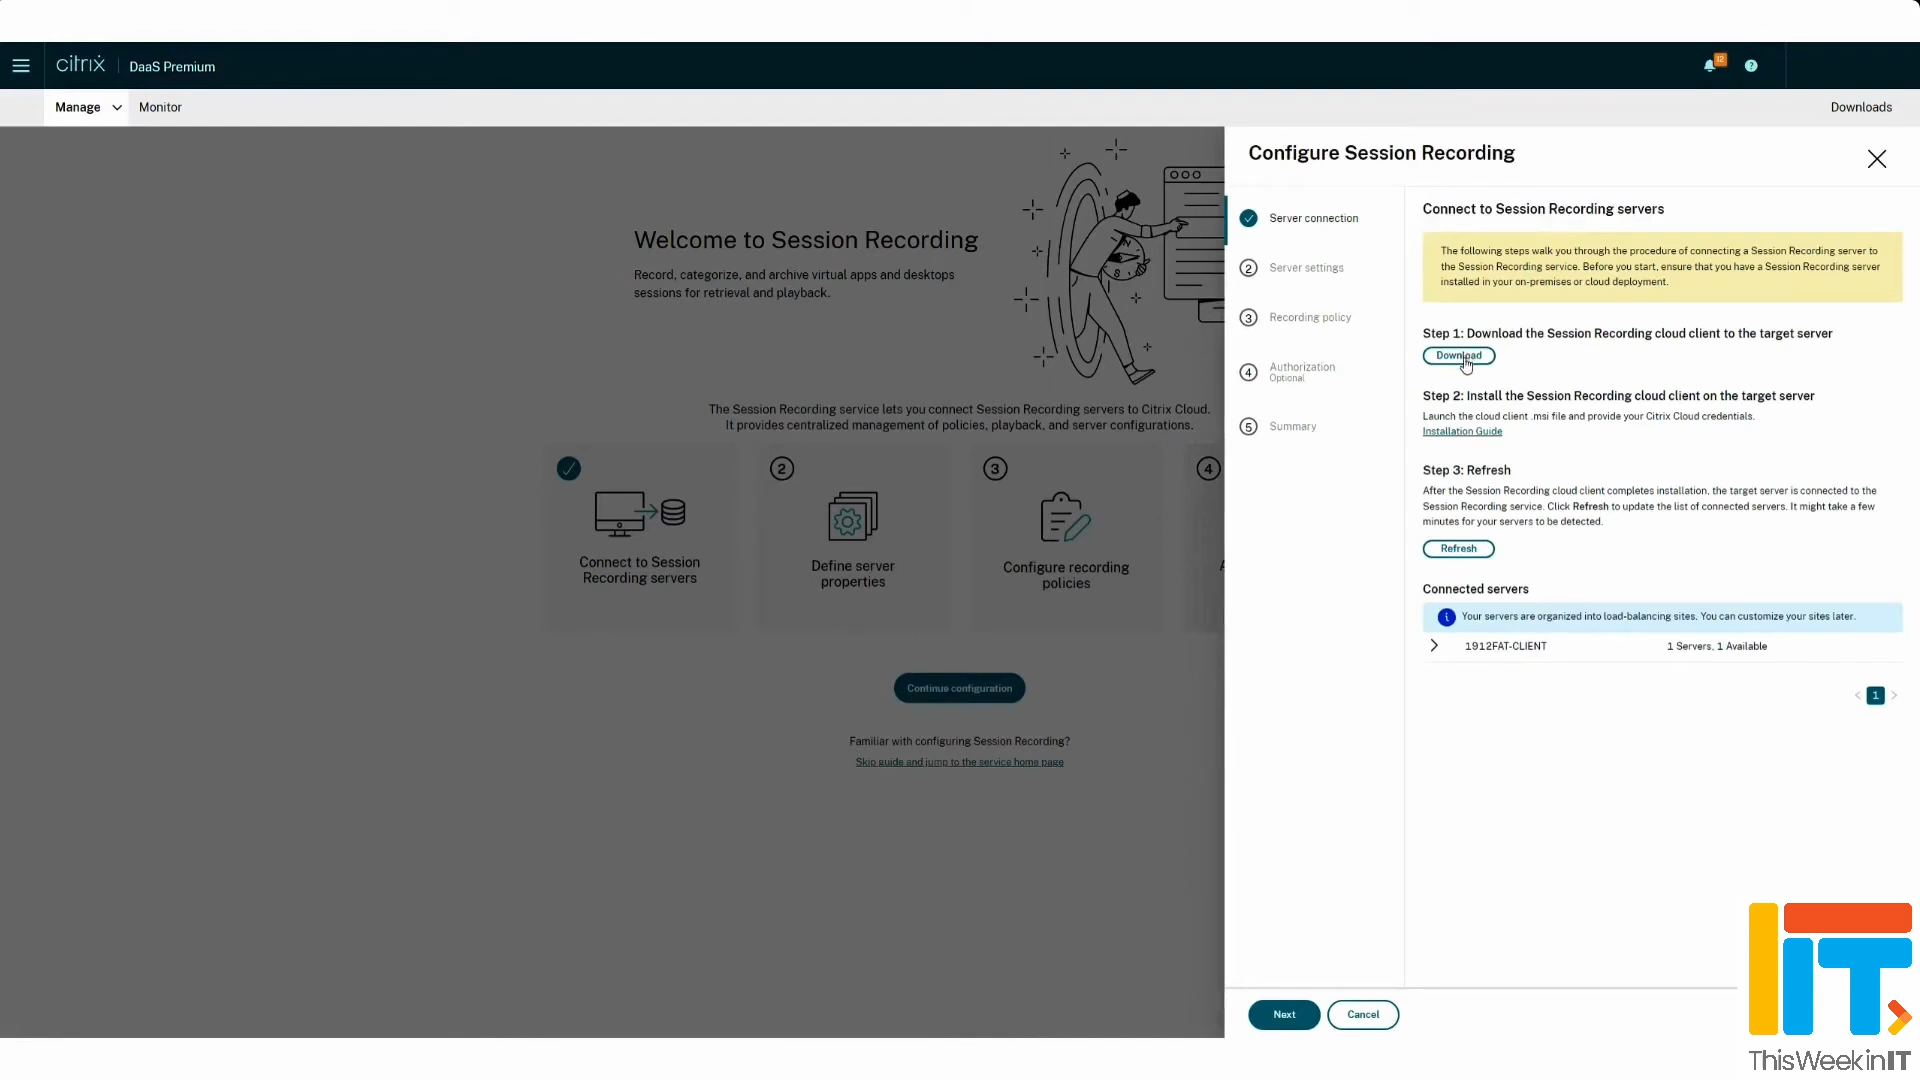 citrix DaaS Premium 12 ?
Manage Monitor Downloads
Welcome to Session Recording
Record, categorize, and archive virtual apps and desktops
sessions for retrieval and playback.
N
S
The Session Recording service lets you connect Session Recording servers to Citrix Cloud.
It provides centralized management of policies, playback, and server configurations.
Connect to Session
Recording servers
2
Define server
properties
3
Configure recording
policies
4
A
Continue configuration
Familiar with configuring Session Recording?
Skip guide and jump to the service home page
Configure Session Recording
Server connection
2 Server settings
3 Recording policy
4 Authorization
Optional
5 Summary
Connect to Session Recording servers
The following steps walk you through the procedure of connecting a Session Recording server to
the Session Recording service. Before you start, ensure that you have a Session Recording server
installed in your on-premises or cloud deployment.
Step 1: Download the Session Recording cloud client to the target server
Download
Step 2: Install the Session Recording cloud client on the target server
Launch the cloud client .msi file and provide your Citrix Cloud credentials.
Installation Guide
Step 3: Refresh
After the Session Recording cloud client completes installation, the target server is connected to the
Session Recording service. Click Refresh to update the list of connected servers. It might take a few
minutes for your servers to be detected.
Refresh
Connected servers
i Your servers are organized into load-balancing sites. You can customize your sites later.
1912FAT-CLIENT 1 Servers, 1 Available
< 1 >
Next Cancel
ThisWeekinIT